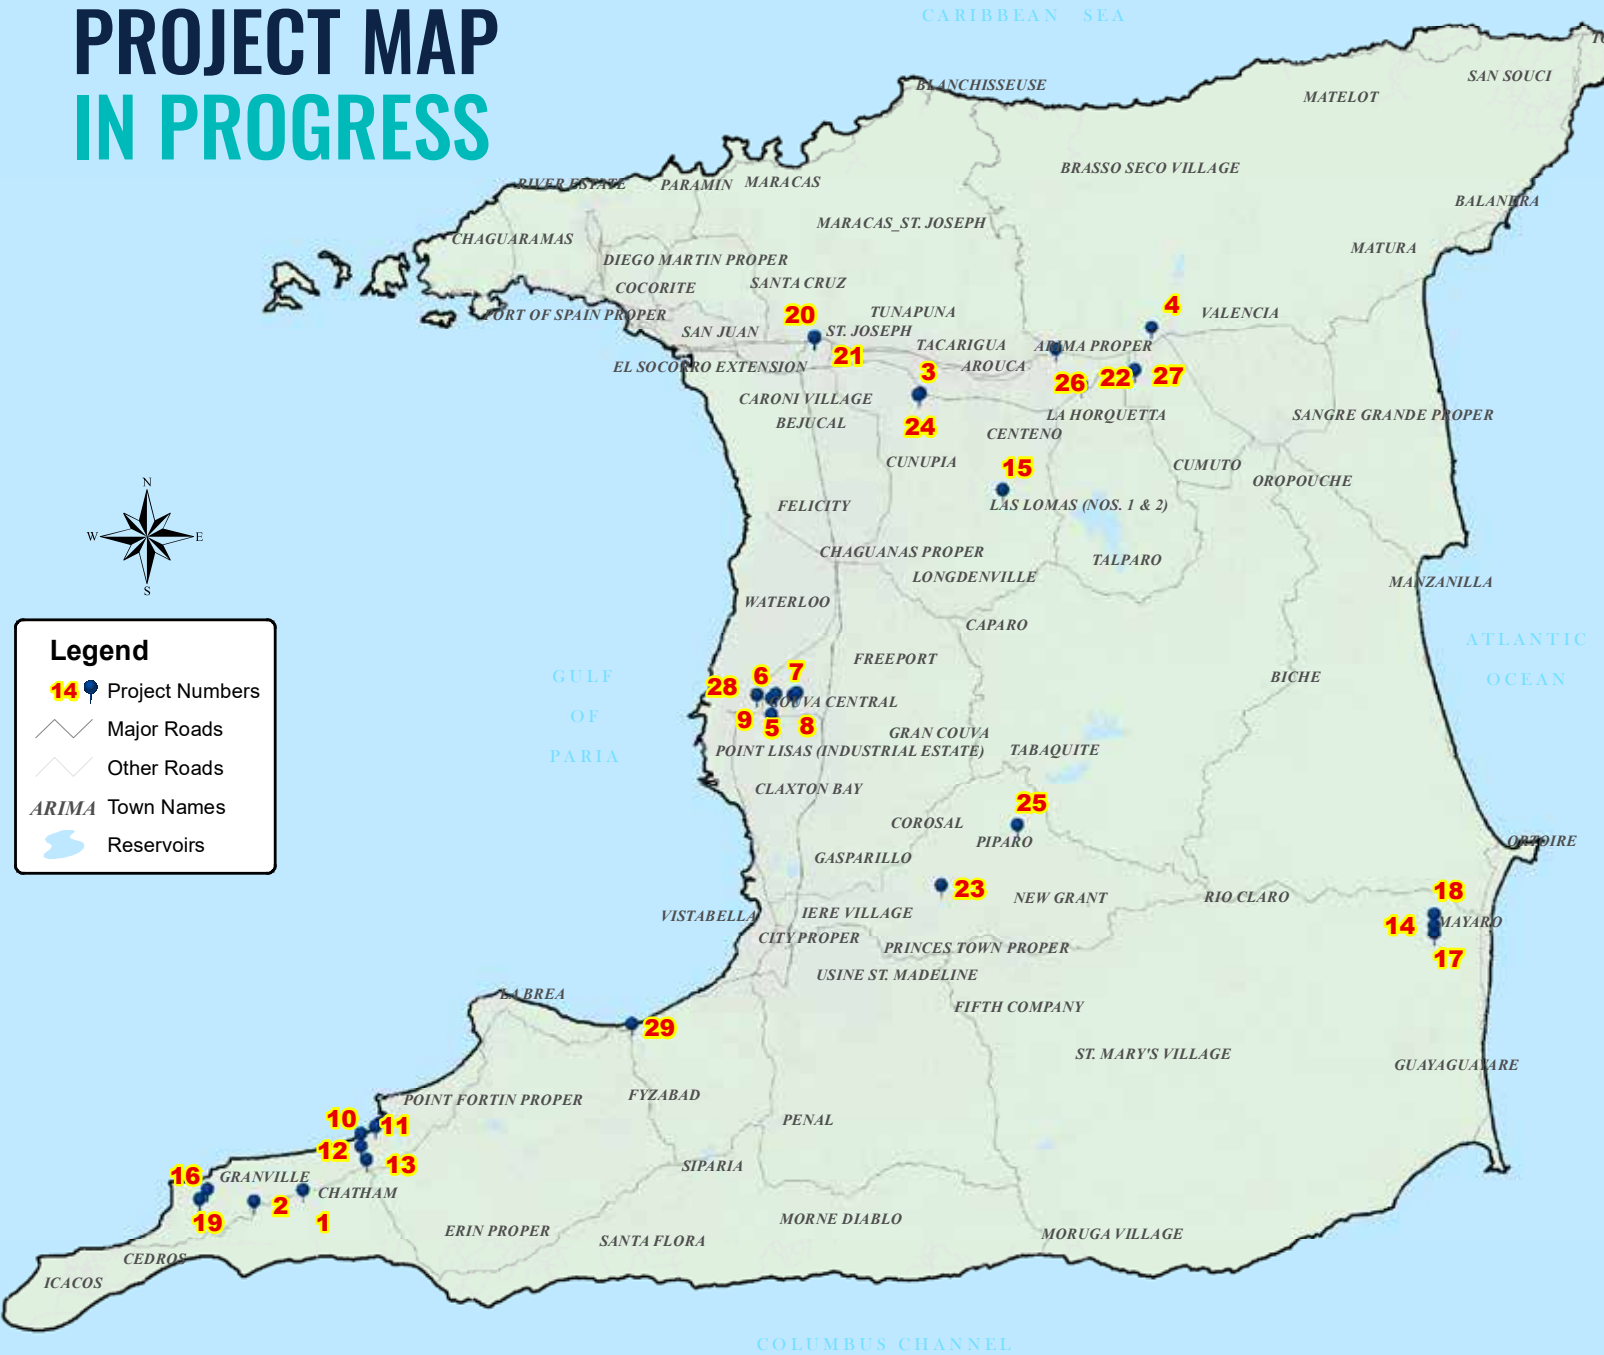 PROJECT MAP
IN PROGRESS
CARIBBEAN SEA
BLANCHISSEUSE
SAN SOUCI
MATELOT
BRASSO SECO VILLAGE
RIVER ESTATE
PARAMIN
MARACAS
BALANDRA
MARACAS_ST. JOSEPH
CHAGUARAMAS
MATURA
DIEGO MARTIN PROPER
COCORITE
SANTA CRUZ
PORT OF SPAIN PROPER
20
TUNAPUNA
4
VALENCIA
SAN JUAN
ST. JOSEPH
21
TACARIGUA
ARIMA PROPER
EL SOCORRO EXTENSION
3
AROUCA
26
22
27
CARONI VILLAGE
BEJUCAL
24
LA HORQUETTA
SANGRE GRANDE PROPER
CENTENO
CUNUPIA
15
CUMUTO
OROPOUCHE
FELICITY
LAS LOMAS (NOS. 1 & 2)
N
W
E
S
CHAGUANAS PROPER
TALPARO
LONGDENVILLE
MANZANILLA
WATERLOO
CAPARO
Legend
14 Project Numbers
Major Roads
Other Roads
ARIMA Town Names
Reservoirs
GULF
OF
PARIA
ATLANTIC
OCEAN
FREEPORT
BICHE
28
6
7
COUVA CENTRAL
9
5
8
GRAN COUVA
POINT LISAS (INDUSTRIAL ESTATE)
TABAQUITE
CLAXTON BAY
25
COROSAL
PIPARO
ORTOIRE
GASPARILLO
23
NEW GRANT
RIO CLARO
18
VISTABELLA
IERE VILLAGE
14
MAYARO
CITY PROPER
PRINCES TOWN PROPER
17
USINE ST. MADELINE
LA BREA
FIFTH COMPANY
29
ST. MARY'S VILLAGE
GUAYAGUAYARE
POINT FORTIN PROPER
FYZABAD
10
11
PENAL
12
13
SIPARIA
16
GRANVILLE
CHATHAM
2
1
19
MORNE DIABLO
ERIN PROPER
SANTA FLORA
MORUGA VILLAGE
CEDROS
ICACOS
COLUMBUS CHANNEL